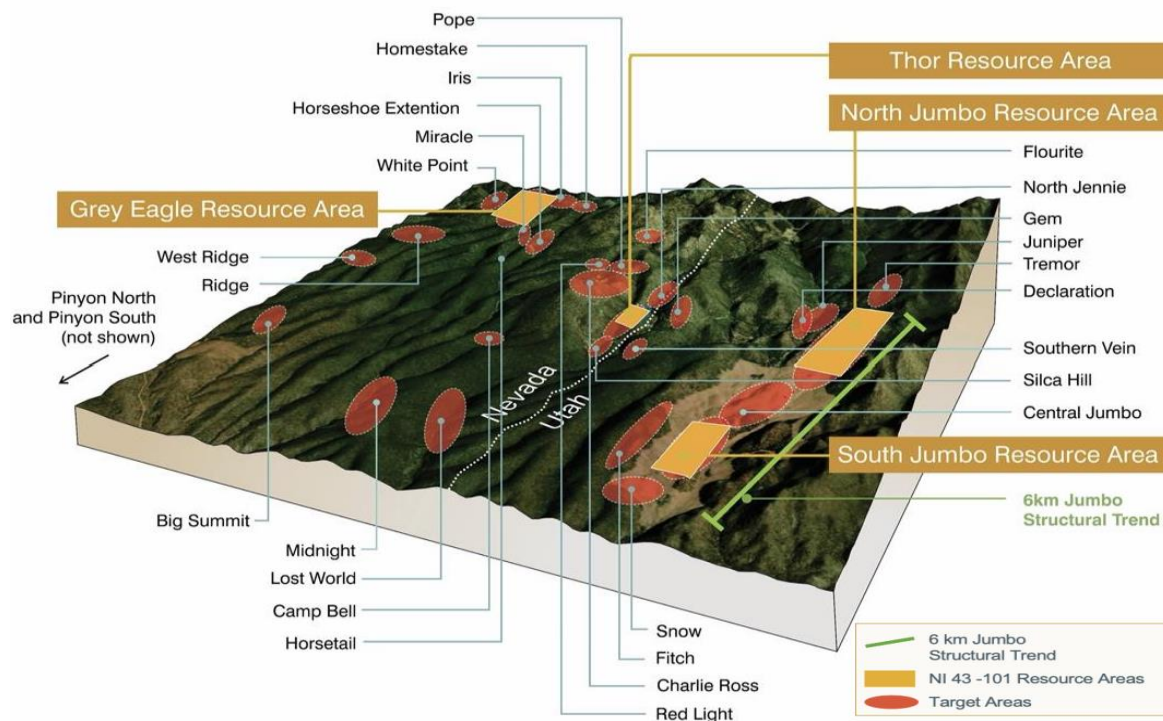 Pope
Homestake
Iris
Horseshoe Extention
Miracle
White Point
Grey Eagle Resource Area
West Ridge
Ridge
Pinyon North
and Pinyon South
(not shown)
Big Summit
Midnight
Lost World
Camp Bell
Horsetail
Nevada
Utah
Thor Resource Area
North Jumbo Resource Area
Flourite
North Jennie
Gem
Juniper
Tremor
Declaration
Southern Vein
Silca Hill
Central Jumbo
South Jumbo Resource Area
6km Jumbo
Structural Trend
Snow
Fitch
Charlie Ross
Red Light
6 km Jumbo
Structural Trend
NI 43 -101 Resource Areas
Target Areas